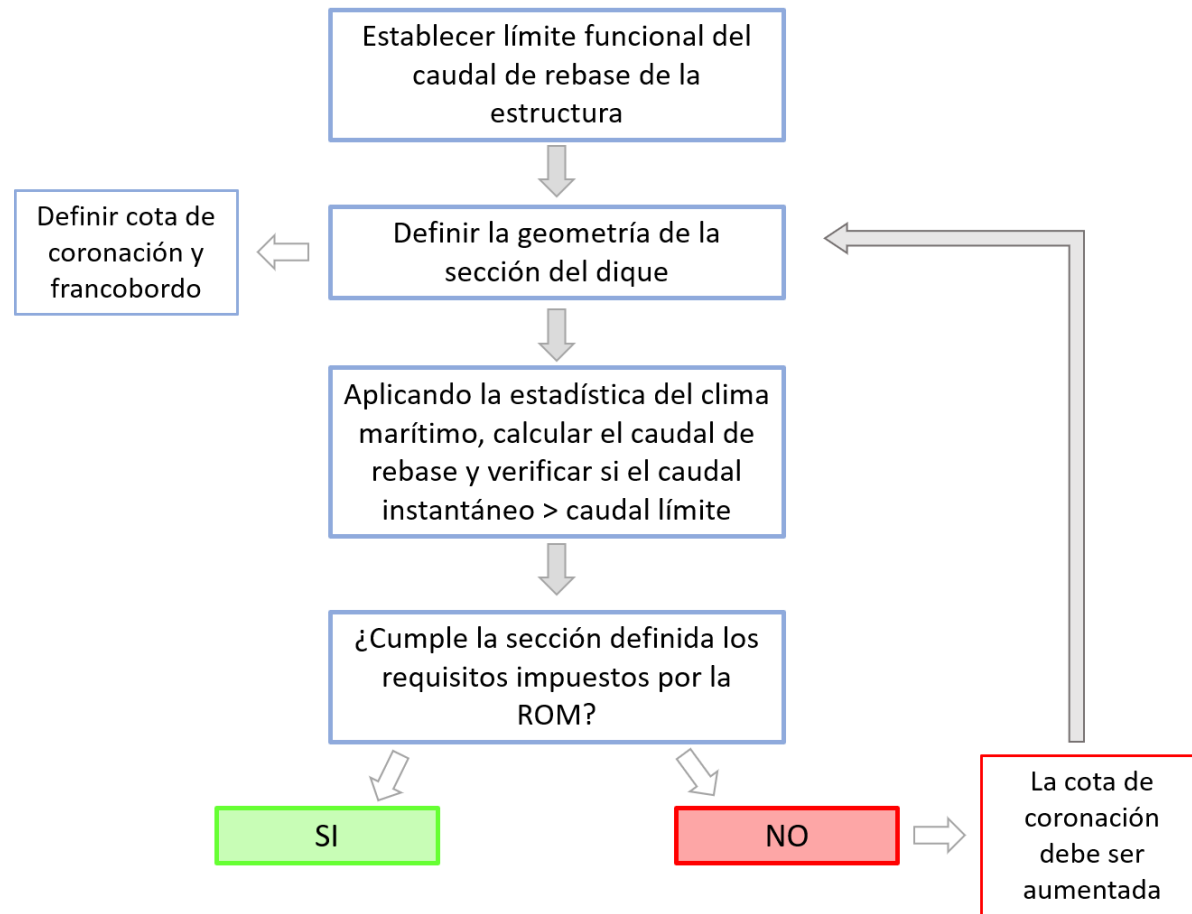 Establecer límite funcional del
caudal de rebase de la
estructura
Definir cota de
coronación y
francobordo
Definir la geometría de la
sección del dique
Aplicando la estadística del clima
marítimo, calcular el caudal de
rebase y verificar si el caudal
instantáneo > caudal límite
¿Cumple la sección definida los
requisitos impuestos por la
ROM?
SI
NO
La cota de
coronación
debe ser
aumentada